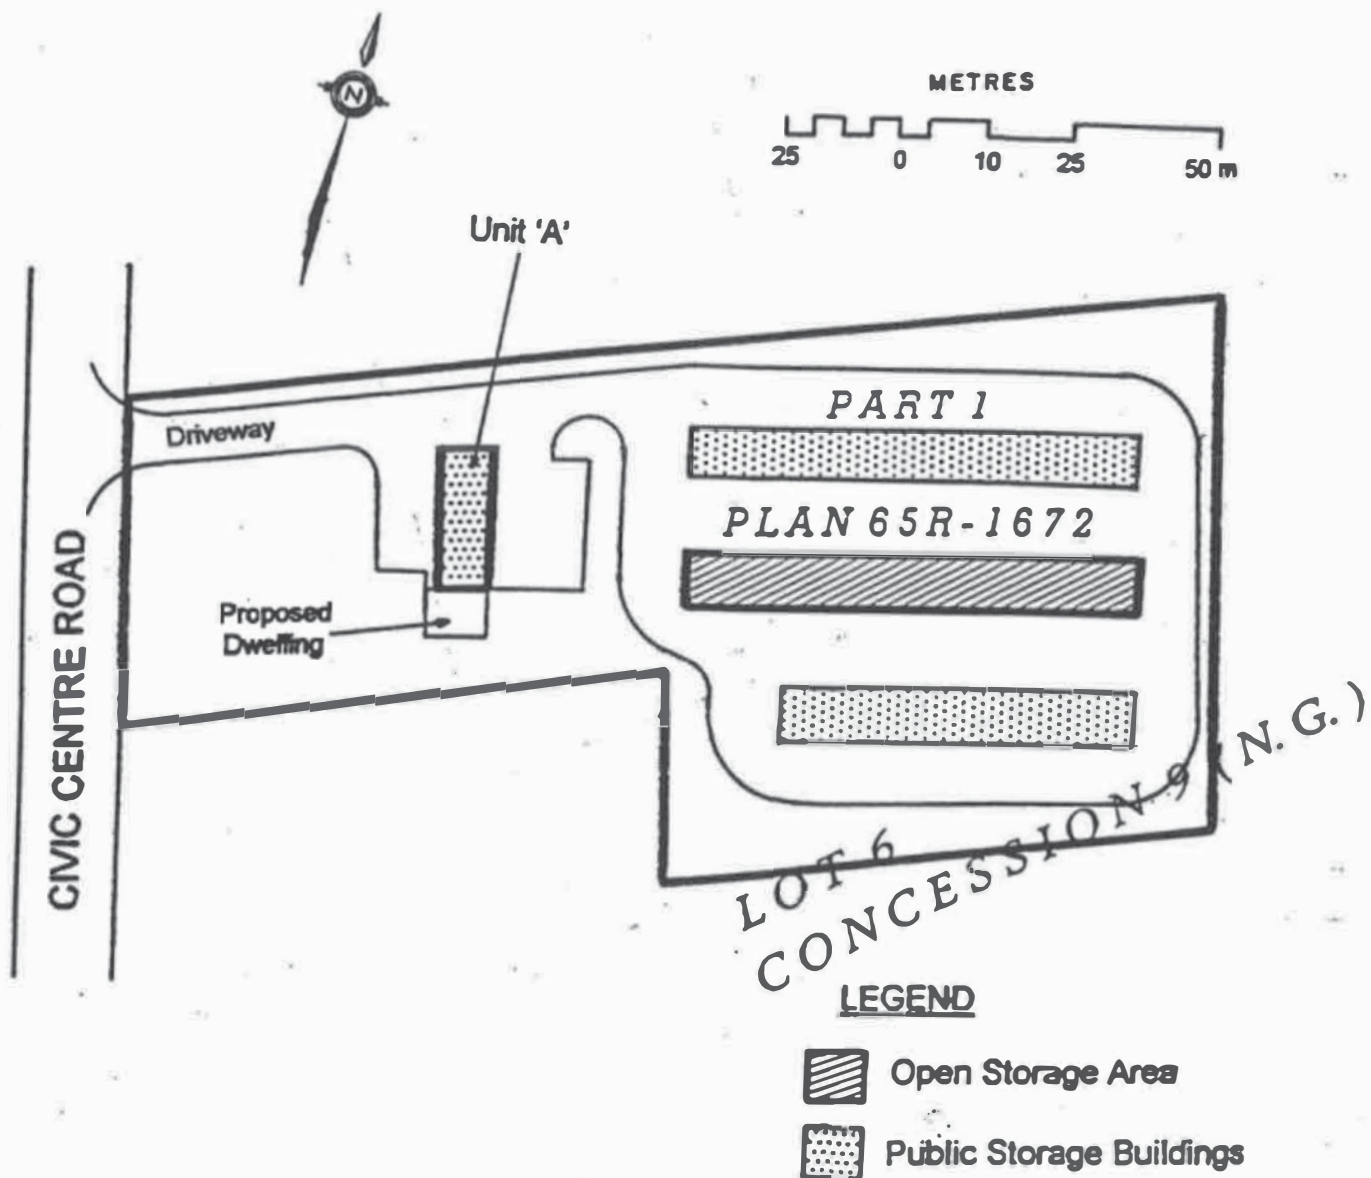 N
METRES
25 0 10 25 50 m
Unit 'A'
PART 1
Driveway
PLAN 65R-1672
Proposed
Dwelling
CIVIC CENTRE ROAD
LOT 6
CONCESSION 9 (N.G.)
LEGEND
Open Storage Area
Public Storage Buildings